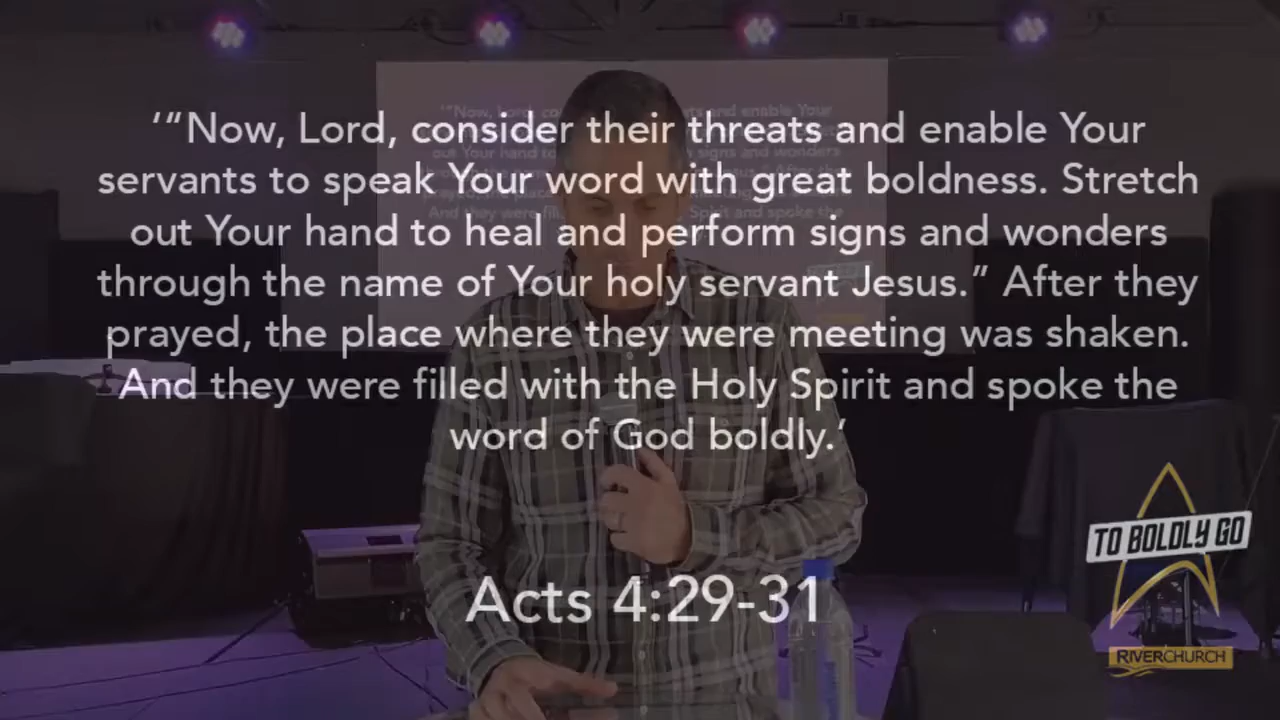 ‘“Now, Lord, consider their threats and enable Your
servants to speak Your word with great boldness. Stretch
out Your hand to heal and perform signs and wonders
through the name of Your holy servant Jesus.” After they
prayed, the place where they were meeting was shaken.
And they were filled with the Holy Spirit and spoke the
word of God boldly.’
Acts 4:29-31
TO BOLDLY GO
RIVERCHURCH